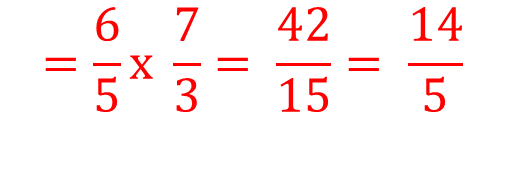 = 6/5 x 7/3 = 42/15 = 14/5